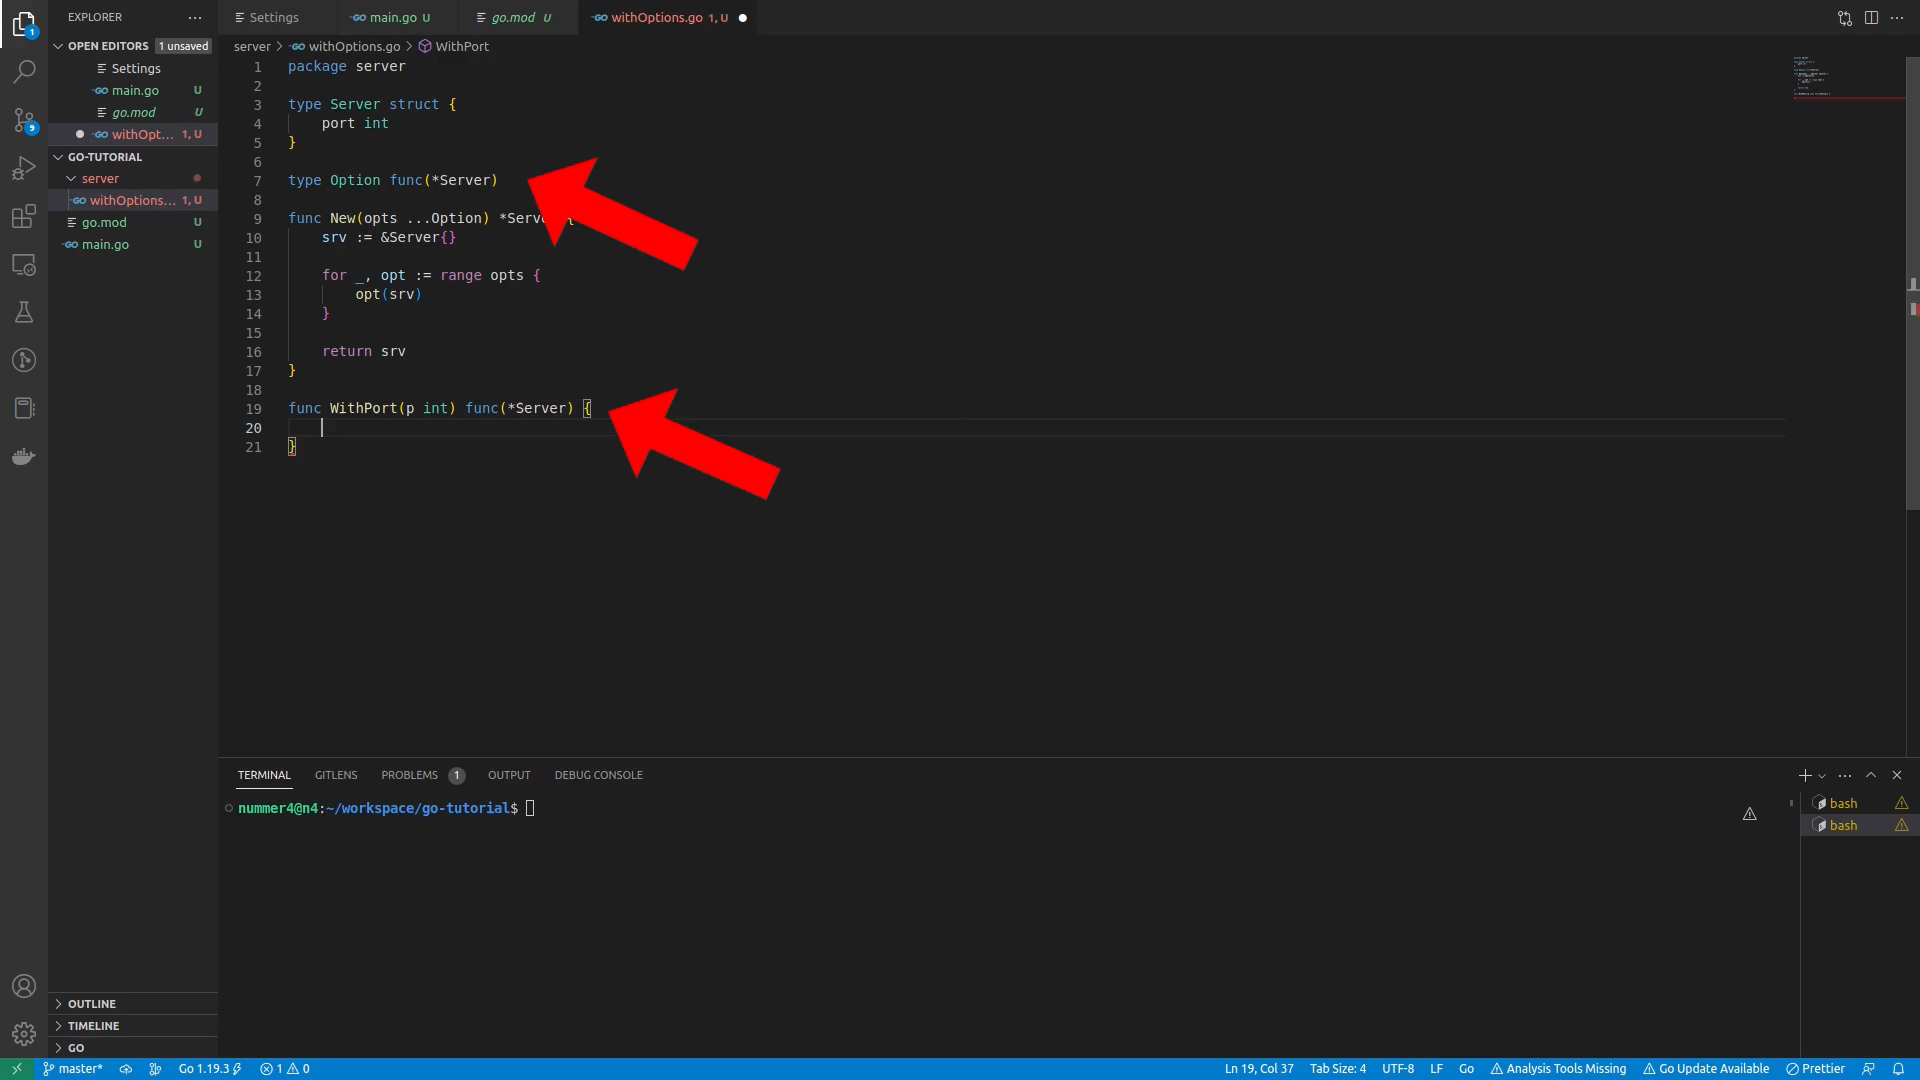 EXPLORER
OPEN EDITORS 1 unsaved
Settings
main.go U
go.mod U
withOpt... 1, U
GO-TUTORIAL
server
withOptions... 1, U
go.mod U
main.go U
OUTLINE
TIMELINE
GO
Settings main.go U go.mod U withOptions.go 1, U
server > withOptions.go > WithPort
1 package server
2
3 type Server struct {
4 port int
5 }
6
7 type Option func(*Server)
8
9 func New(opts ...Option) *Serv {
10 srv := &Server{}
11
12 for _, opt := range opts {
13 opt(srv)
14 }
15
16 return srv
17 }
18
19 func WithPort(p int) func(*Server) {
20
21 }
TERMINAL GITLENS PROBLEMS 1 OUTPUT DEBUG CONSOLE
nummer4@n4:~/workspace/go-tutorial$
bash
bash
1
9
master* Go 1.19.3 1 0 Ln 19, Col 37 Tab Size: 4 UTF-8 LF Go Analysis Tools Missing Go Update Available Prettier